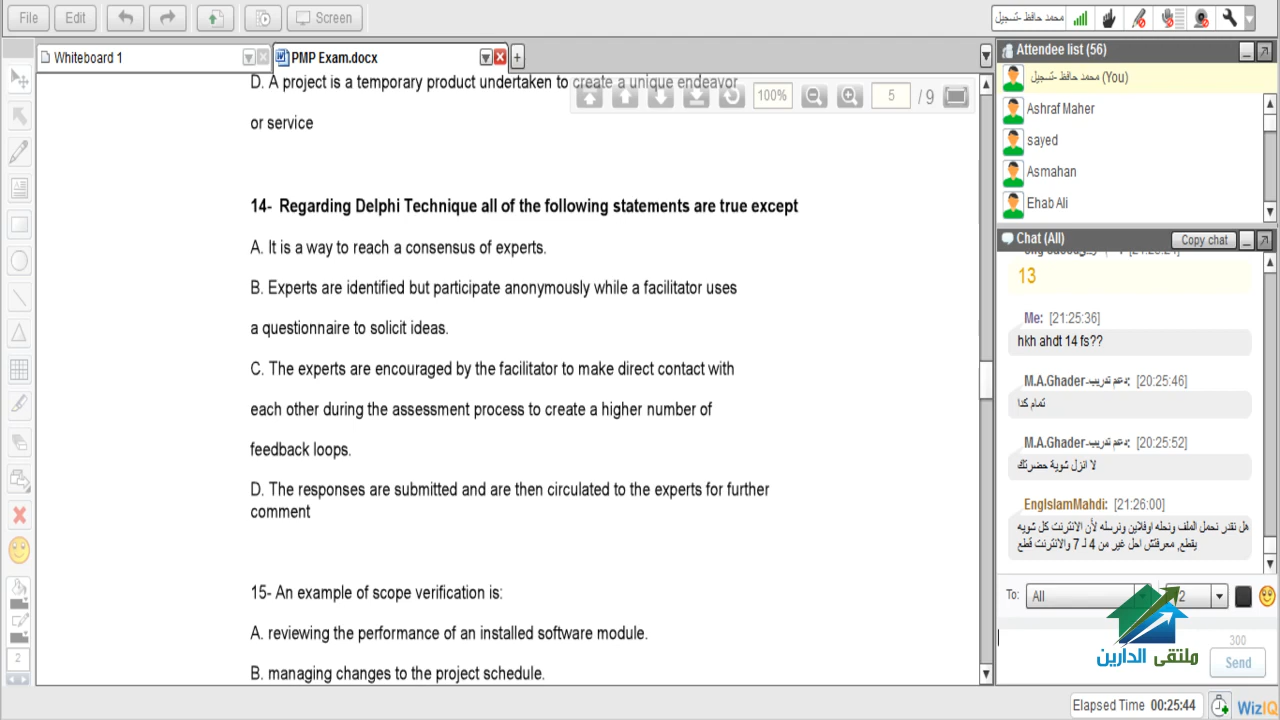 File
Edit
Screen
محمد حافظ -تسجيل
Whiteboard 1
PMP Exam.docx
+
D. A project is a temporary product undertaken to create a unique endeavor
or service
100%
5
/ 9
14- Regarding Delphi Technique all of the following statements are true except
A. It is a way to reach a consensus of experts.
B. Experts are identified but participate anonymously while a facilitator uses
a questionnaire to solicit ideas.
C. The experts are encouraged by the facilitator to make direct contact with
each other during the assessment process to create a higher number of
feedback loops.
D. The responses are submitted and are then circulated to the experts for further
comment
15- An example of scope verification is:
A. reviewing the performance of an installed software module.
B. managing changes to the project schedule.
2
Attendee list (56)
محمد حافظ -تسجيل (You)
Ashraf Maher
sayed
Asmahan
Ehab Ali
Chat (All)
Copy chat
13
Me: [21:25:36]
hkh ahdt 14 fs??
M.A.Ghader-دعم تدريب: [20:25:46]
تمام كدا
M.A.Ghader-دعم تدريب: [20:25:52]
لا انزل شوية حضرتك
EngIslamMahdi: [21:26:00]
هل نقدر نحمل الملف ونحله اوفلاين ونرسله لأن الانترنت كل شويه
يقطع, معرفتش احل غير من 4 لـ 7 والانترنت قطع
To:
All
2
ملتقى الدارين
300
Send
Elapsed Time 00:25:44
WizIQ